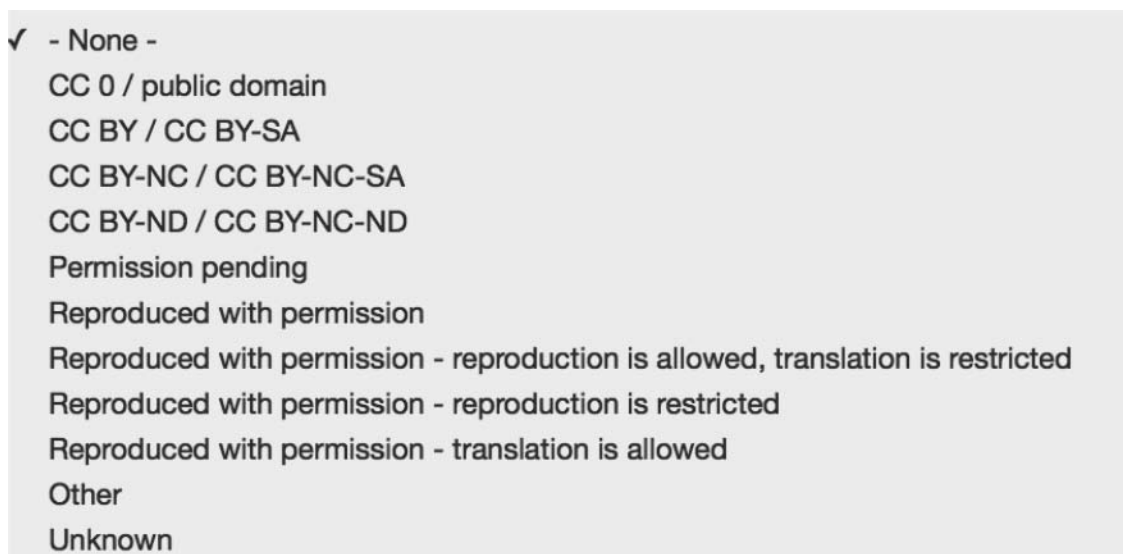 ✓ - None -
CC 0 / public domain
CC BY / CC BY-SA
CC BY-NC / CC BY-NC-SA
CC BY-ND / CC BY-NC-ND
Permission pending
Reproduced with permission
Reproduced with permission - reproduction is allowed, translation is restricted
Reproduced with permission - reproduction is restricted
Reproduced with permission - translation is allowed
Other
Unknown